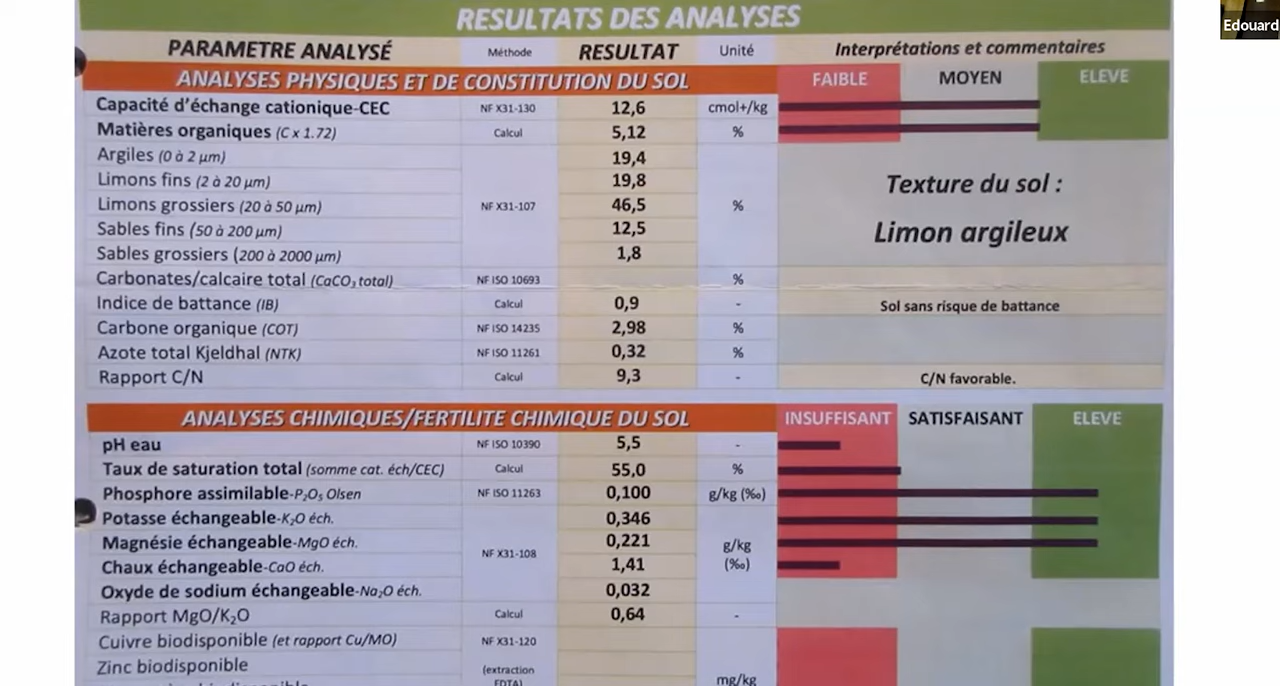 Edouard
RESULTATS DES ANALYSES
PARAMETRE ANALYSÉ Méthode RESULTAT Unité Interprétations et commentaires
ANALYSES PHYSIQUES ET DE CONSTITUTION DU SOL FAIBLE MOYEN ELEVE
Capacité d'échange cationique-CEC NF X31-130 12,6 cmol+/kg
Matières organiques (C x 1.72) Calcul 5,12 %
Argiles (0 à 2 µm) 19,4
Limons fins (2 à 20 µm) 19,8 Texture du sol :
Limons grossiers (20 à 50 µm) NF X31-107 46,5 %
Sables fins (50 à 200 µm) 12,5 Limon argileux
Sables grossiers (200 à 2000 µm) 1,8
Carbonates/calcaire total (CaCO₃ total) NF ISO 10693 %
Indice de battance (IB) Calcul 0,9 - Sol sans risque de battance
Carbone organique (COT) NF ISO 14235 2,98 %
Azote total Kjeldhal (NTK) NF ISO 11261 0,32 %
Rapport C/N Calcul 9,3 - C/N favorable.
ANALYSES CHIMIQUES/FERTILITE CHIMIQUE DU SOL INSUFFISANT SATISFAISANT ELEVE
pH eau NF ISO 10390 5,5 -
Taux de saturation total (somme cat. éch/CEC) Calcul 55,0 %
Phosphore assimilable-P₂O₅ Olsen NF ISO 11263 0,100 g/kg (‰)
Potasse échangeable-K₂O éch. 0,346
Magnésie échangeable-MgO éch. NF X31-108 0,221 g/kg
Chaux échangeable-CaO éch. 1,41 (‰)
Oxyde de sodium échangeable-Na₂O éch. 0,032
Rapport MgO/K₂O Calcul 0,64 -
Cuivre biodisponible (et rapport Cu/MO) NF X31-120
Zinc biodisponible (extraction
EDTA) mg/kg